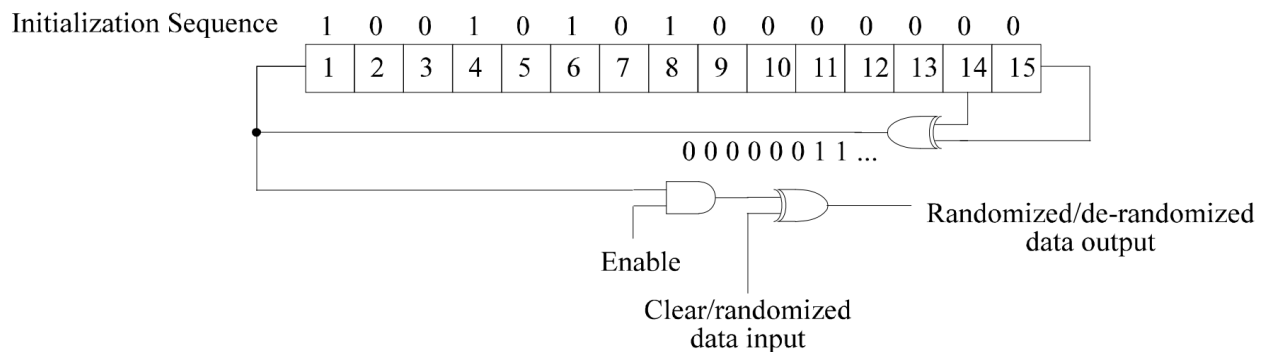 Initialization Sequence 1 0 0 1 0 1 0 1 0 0 0 0 0 0 0
1 2 3 4 5 6 7 8 9 10 11 12 13 14 15
0 0 0 0 0 0 1 1 ...
Enable
Clear/randomized
data input
Randomized/de-randomized
data output